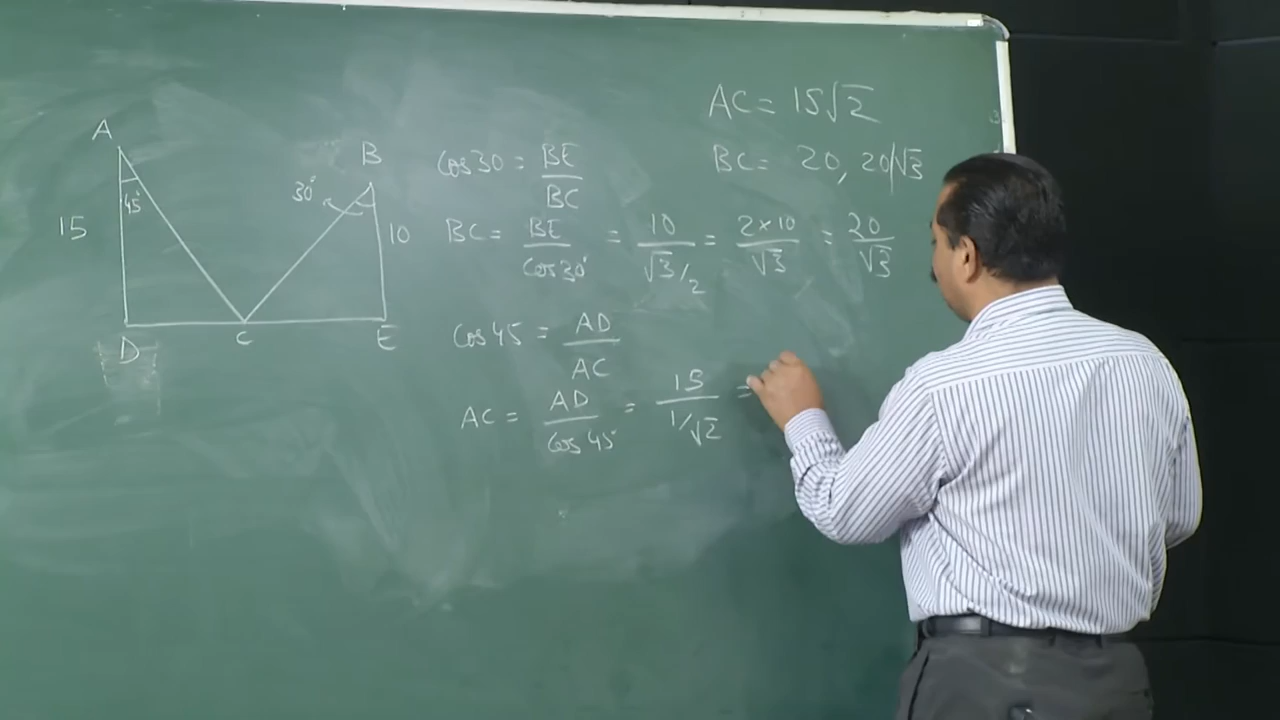 A
45°
15
D
C
B
30°
10
E
Cos 30 = BE / BC
BC = BE / Cos 30° = 10 / √3/2 = 2×10 / √3 = 20 / √3
Cos 45 = AD / AC
AC = AD / Cos 45° = 15 / 1/√2 =
AC = 15√2
BC = 20, 20/√3